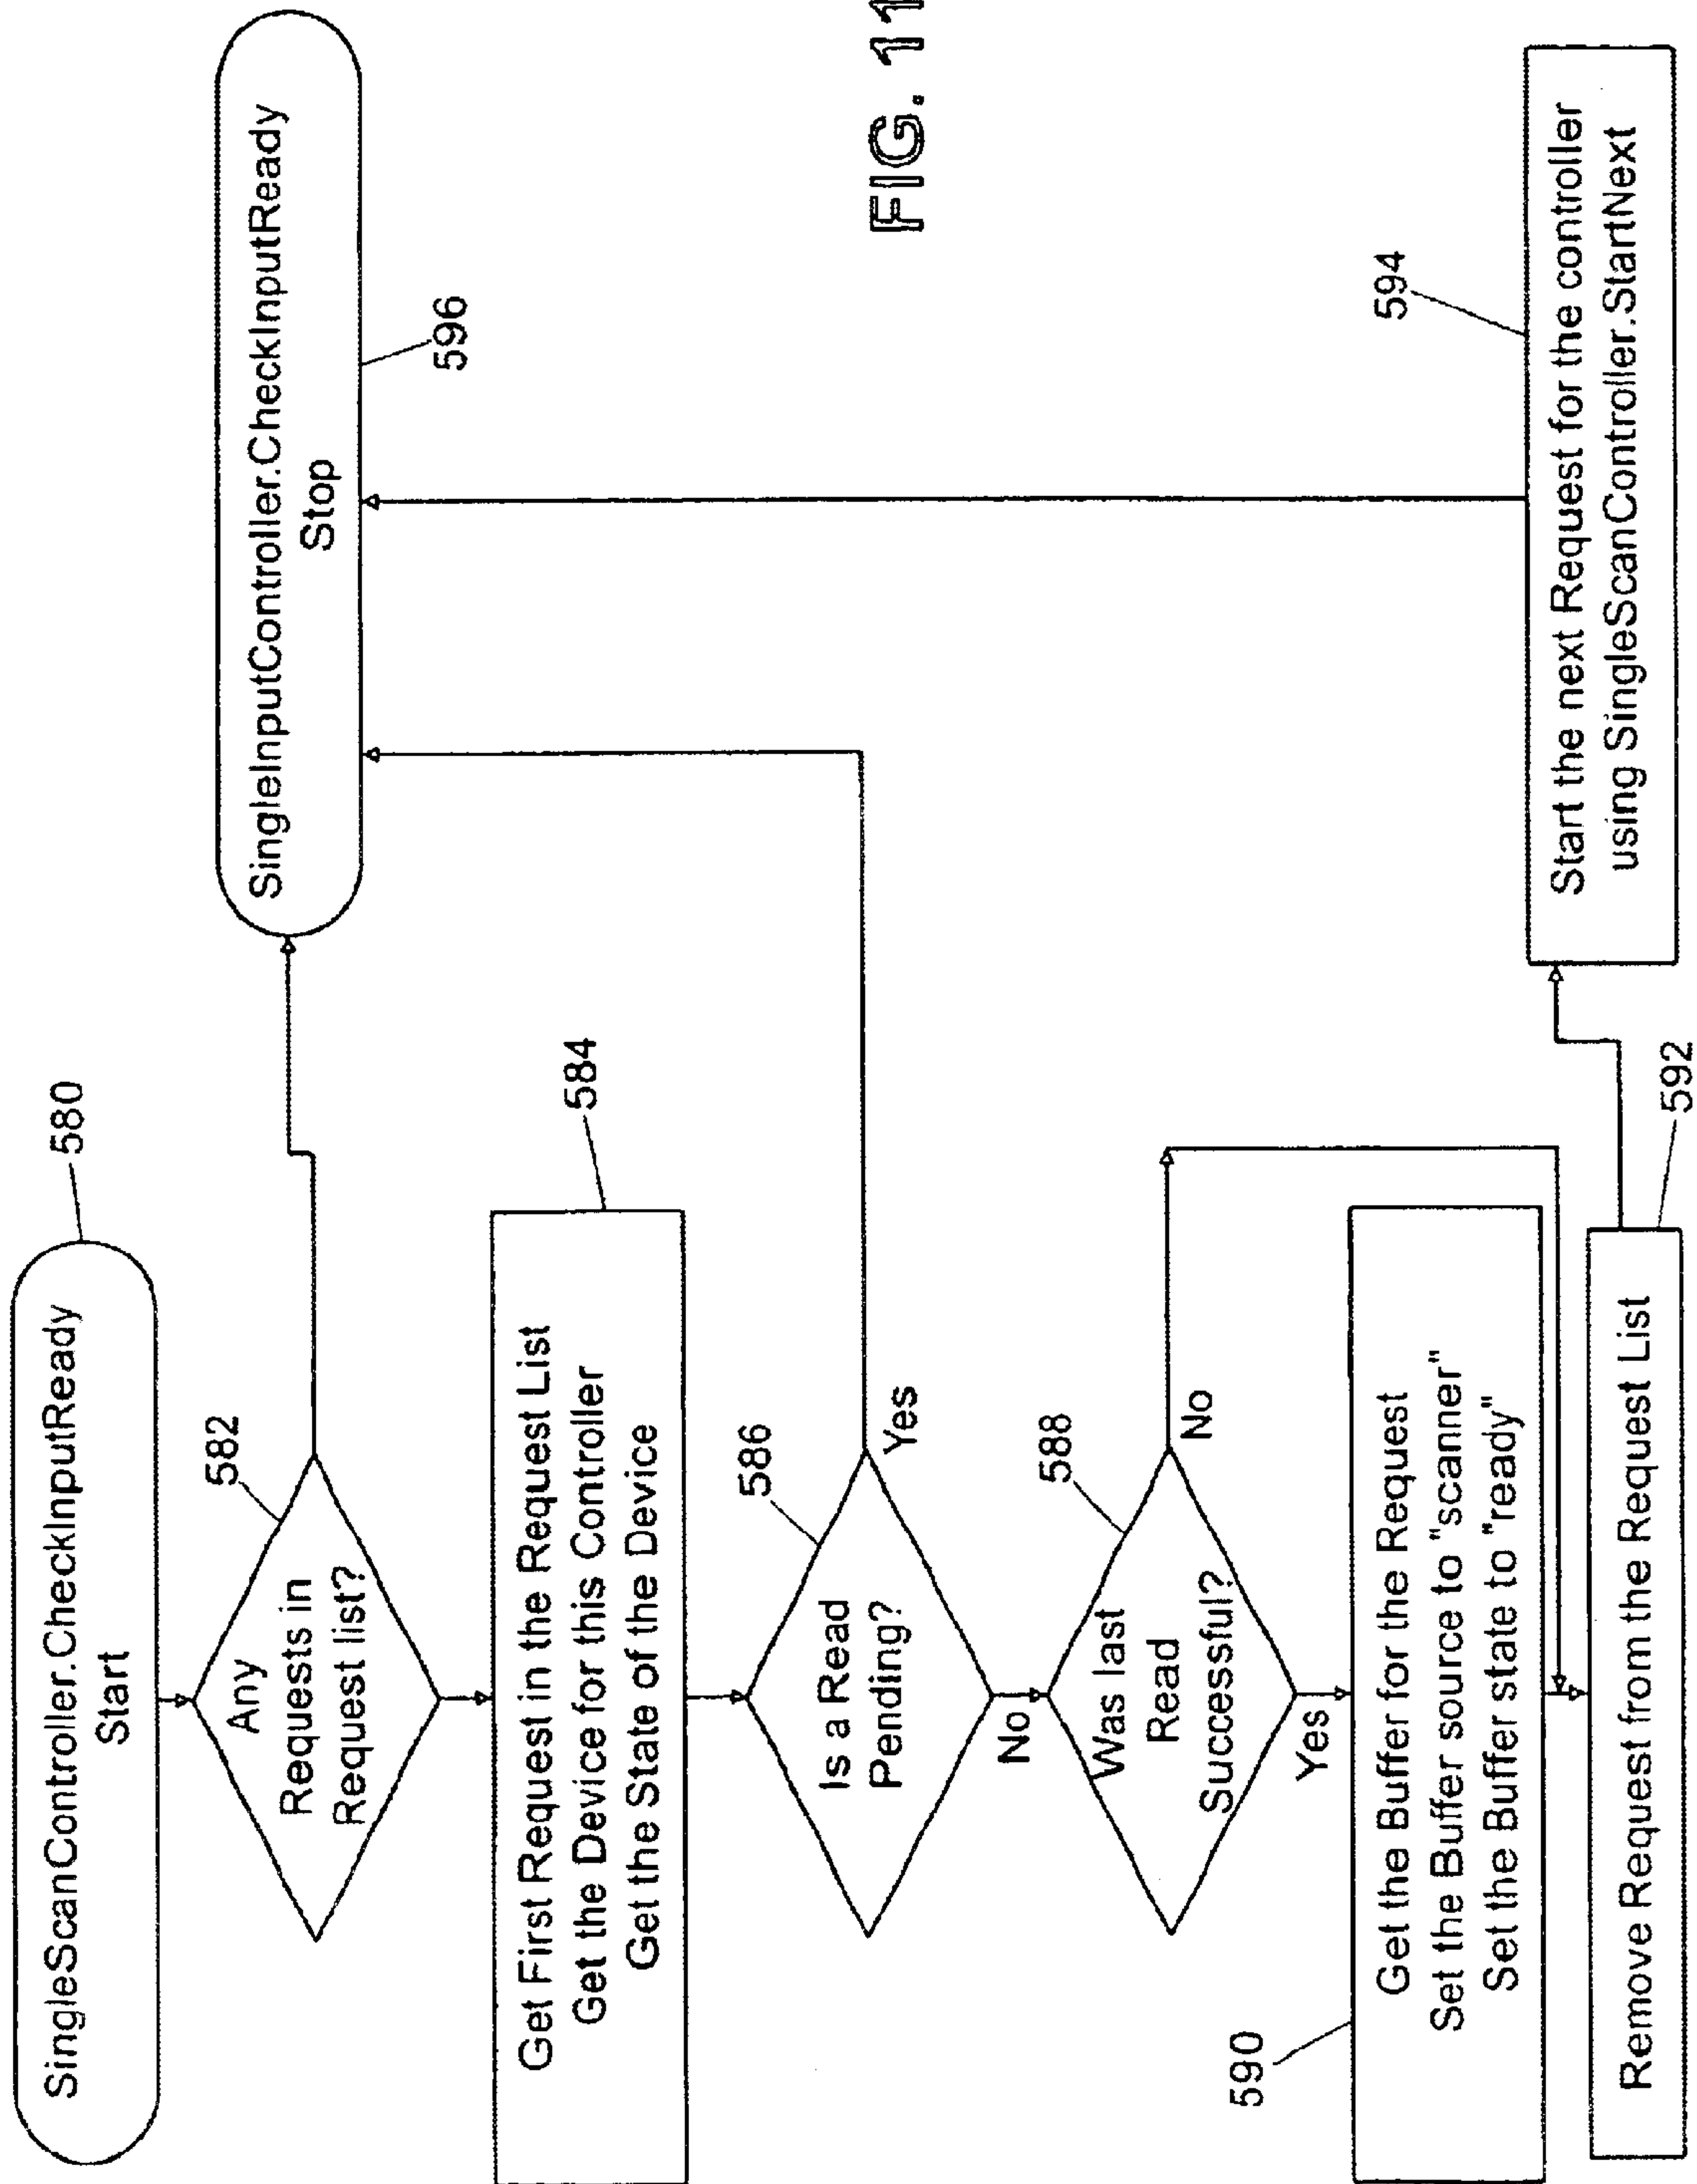 SingleScanController.CheckInputReady
Start
580
Any
Requests in
Request list?
582
Get First Request in the Request List
Get the Device for this Controller
Get the State of the Device
584
Is a Read
Pending?
586
Yes
No
Was last
Read
Successful?
588
No
Yes
Get the Buffer for the Request
Set the Buffer source to "scanner"
Set the Buffer state to "ready"
590
Remove Request from the Request List
592
SingleInputController.CheckInputReady
Stop
596
Start the next Request for the controller
using SingleScanController.StartNext
594
FIG. 11